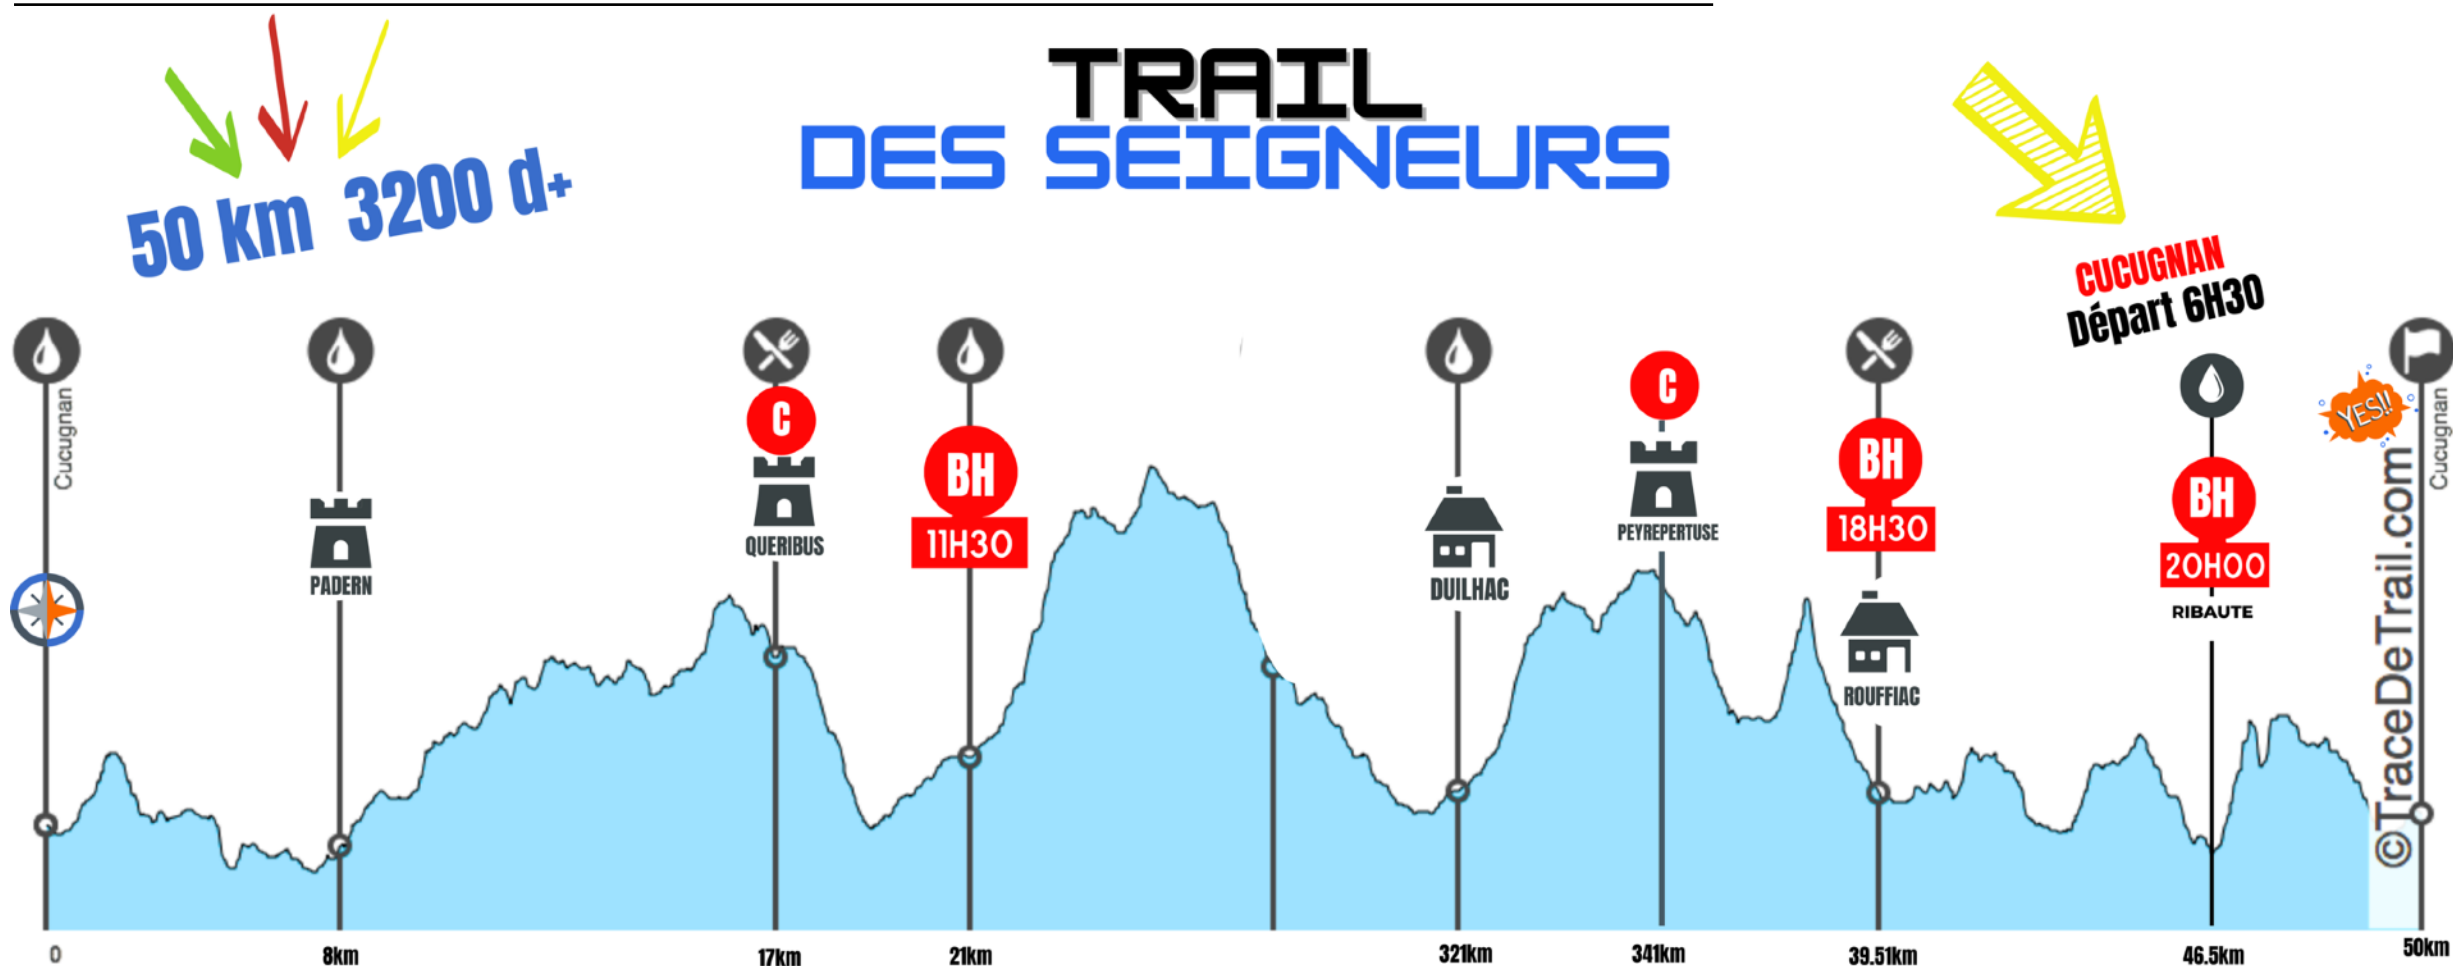 TRAIL
DES SEIGNEURS
50 km 3200 d+
CUCUGNAN
Départ 6H30
Cucugnan
PADERN
C
QUERIBUS
BH
11H30
DUILHAC
C
PEYREPERTUSE
BH
18H30
ROUFFIAC
BH
20H00
RIBAUTE
YES!!
Cucugnan
©TraceDeTrail.com
0
8km
17km
21km
321km
341km
39.51km
46.5km
50km